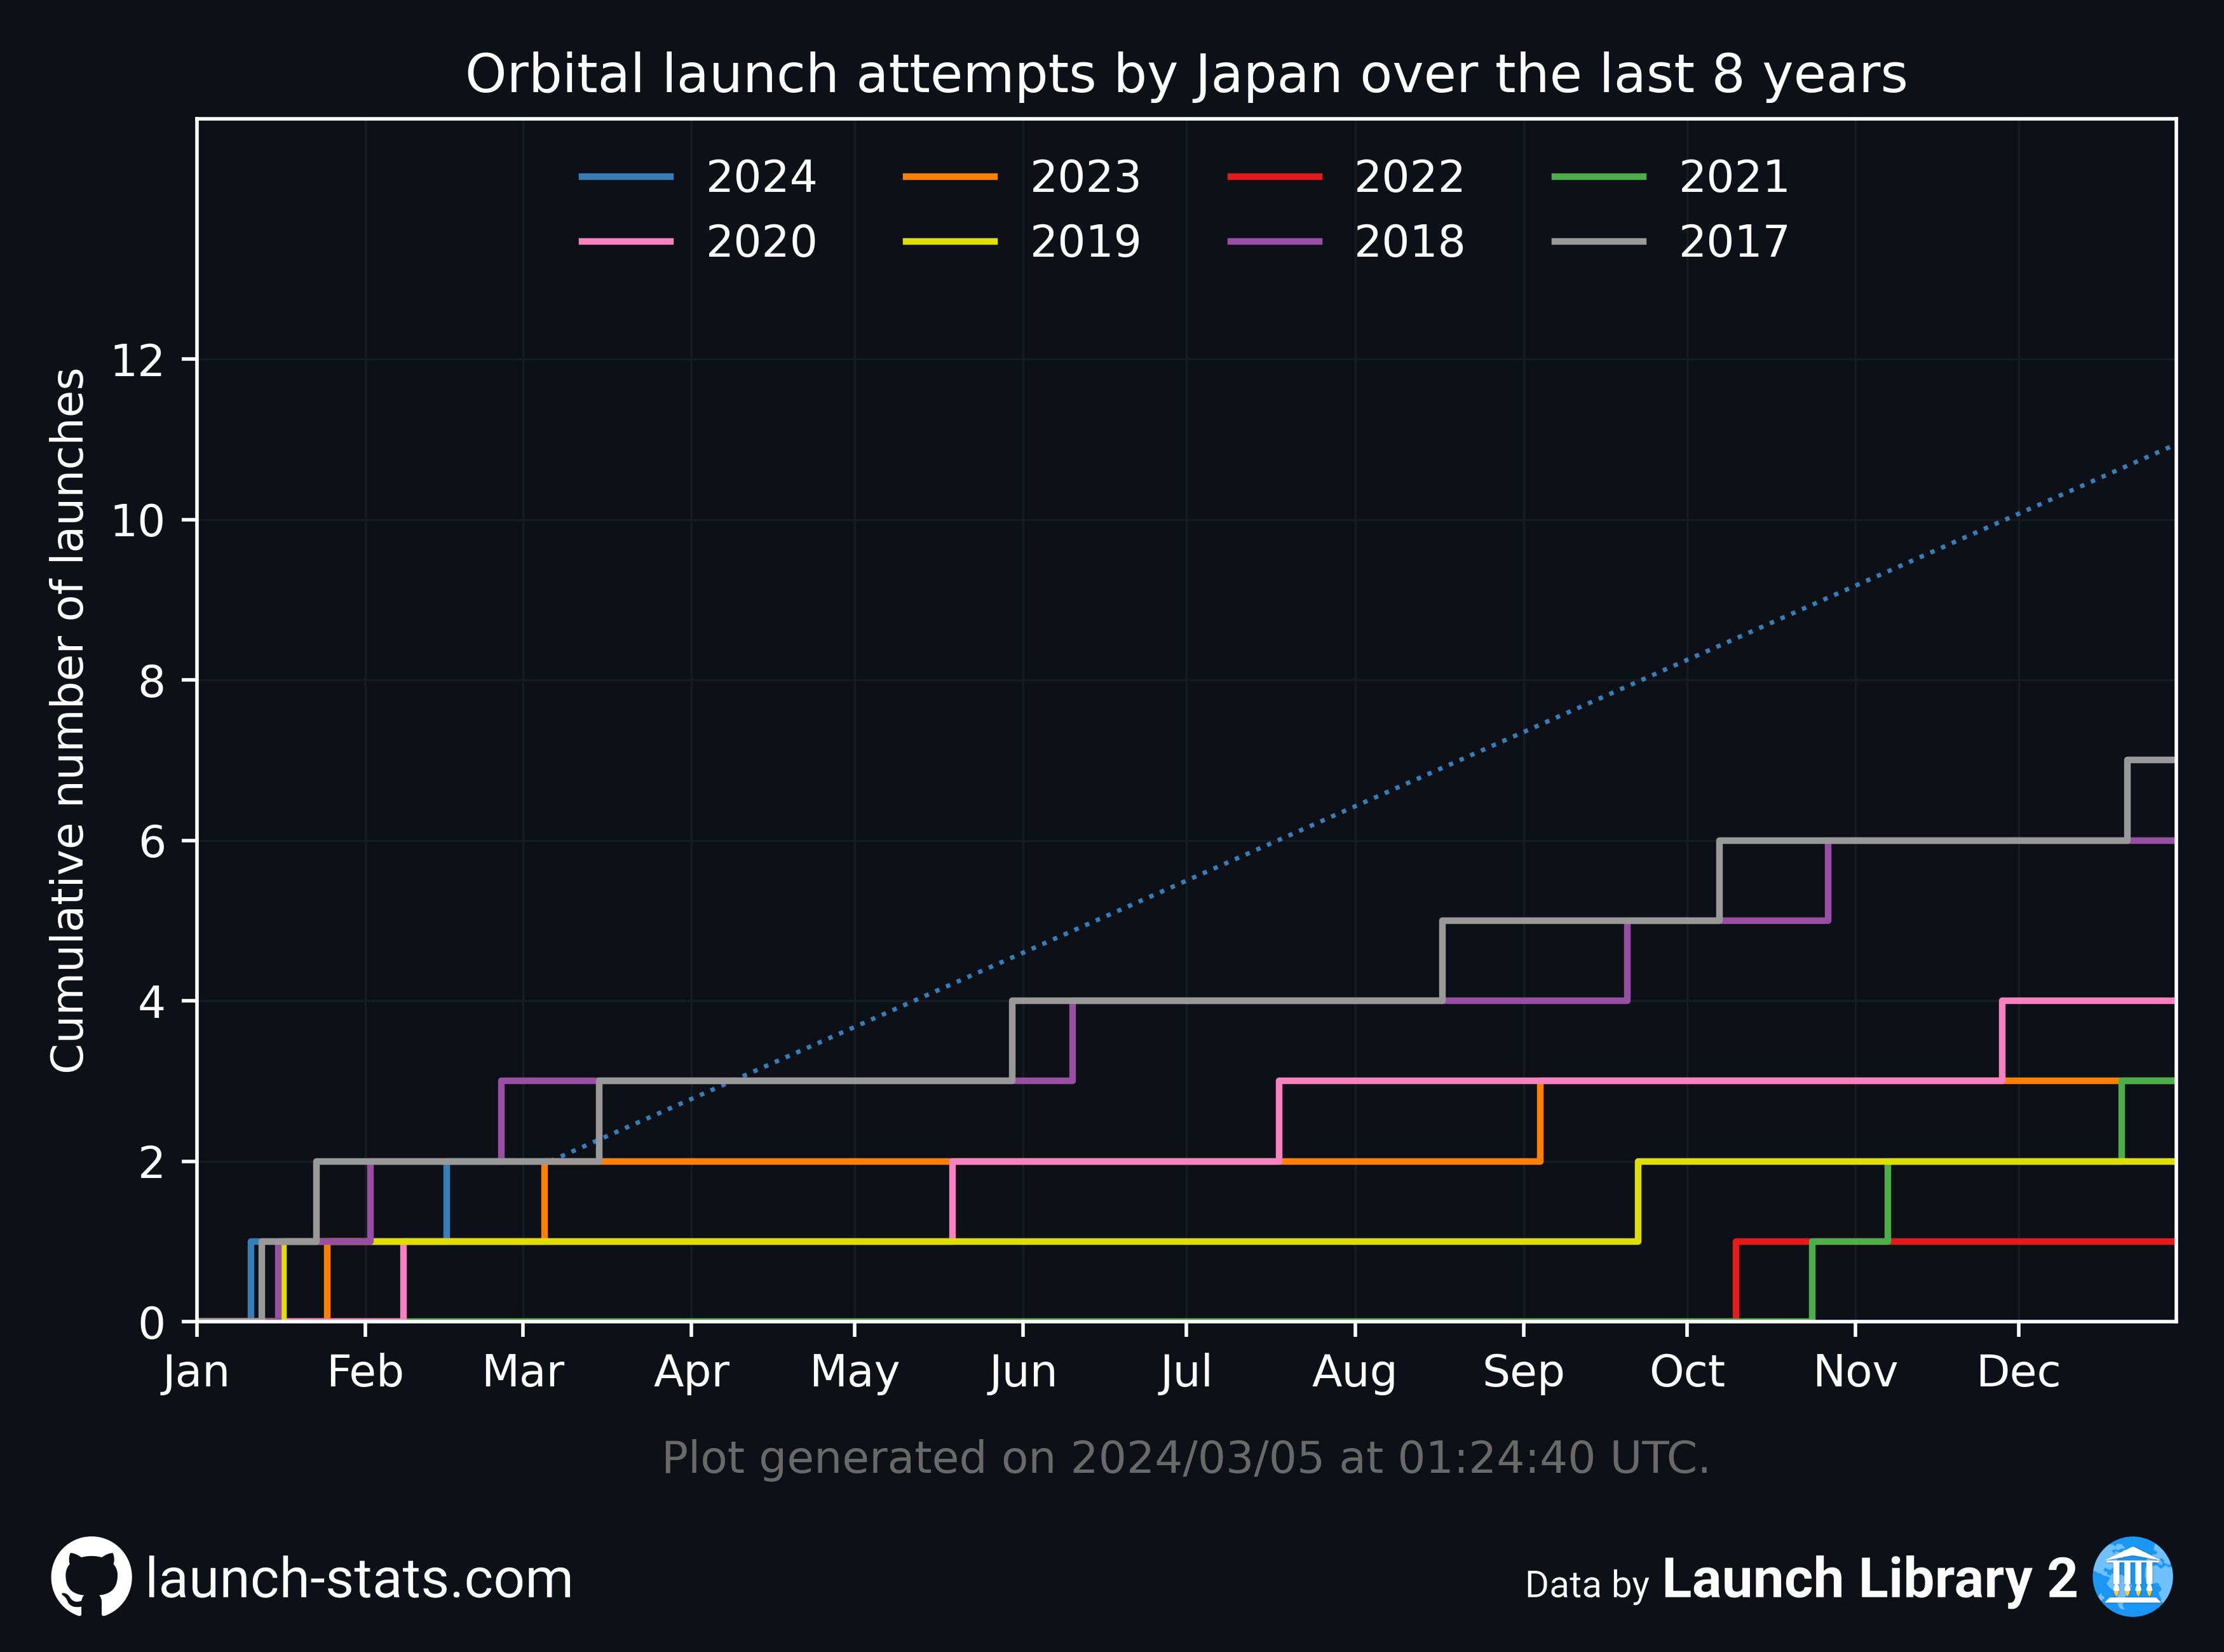 Orbital launch attempts by Japan over the last 8 years
2024 2023 2022 2021
2020 2019 2018 2017
Cumulative number of launches
12
10
8
6
4
2
0
Jan Feb Mar Apr May Jun Jul Aug Sep Oct Nov Dec
Plot generated on 2024/03/05 at 01:24:40 UTC.
launch-stats.com
Data by Launch Library 2